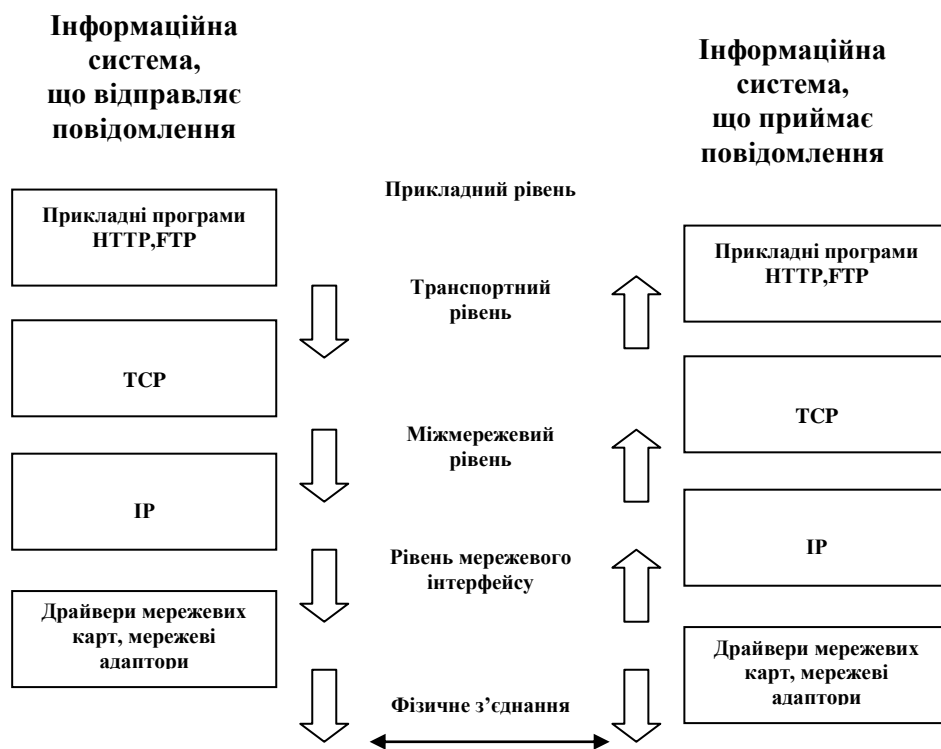 Інформаційна
система,
що відправляє
повідомлення
Інформаційна
система,
що приймає
повідомлення
Прикладний рівень
Прикладні програми
HTTP,FTP
Прикладні програми
HTTP,FTP
Транспортний
рівень
TCP
TCP
Міжмережевий
рівень
IP
IP
Рівень мережевого
інтерфейсу
Драйвери мережевих
карт, мережеві
адаптори
Драйвери мережевих
карт, мережеві
адаптори
Фізичне з’єднання